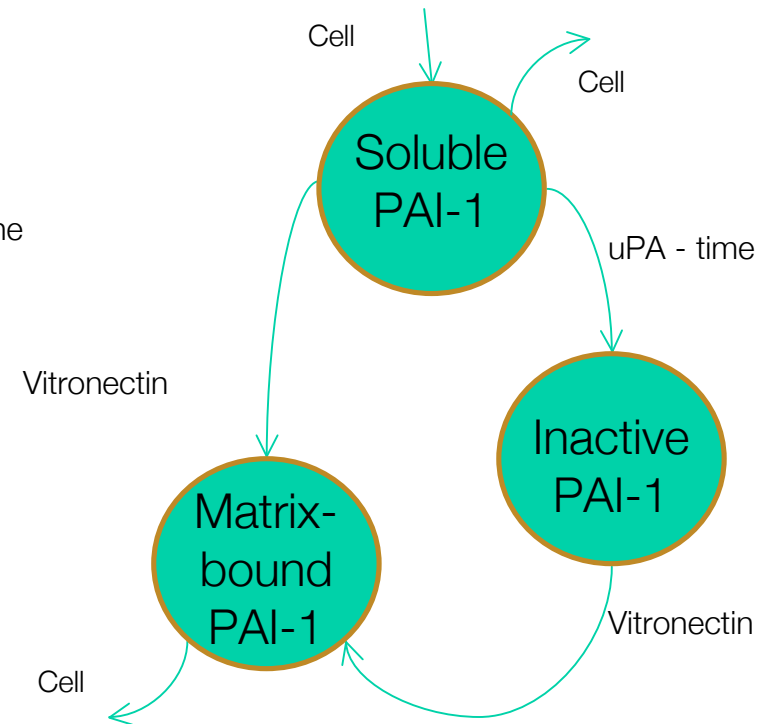 Cell
Cell
Soluble
PAI-1
uPA - time
Vitronectin
Inactive
PAI-1
Matrix-
bound
PAI-1
Vitronectin
Cell